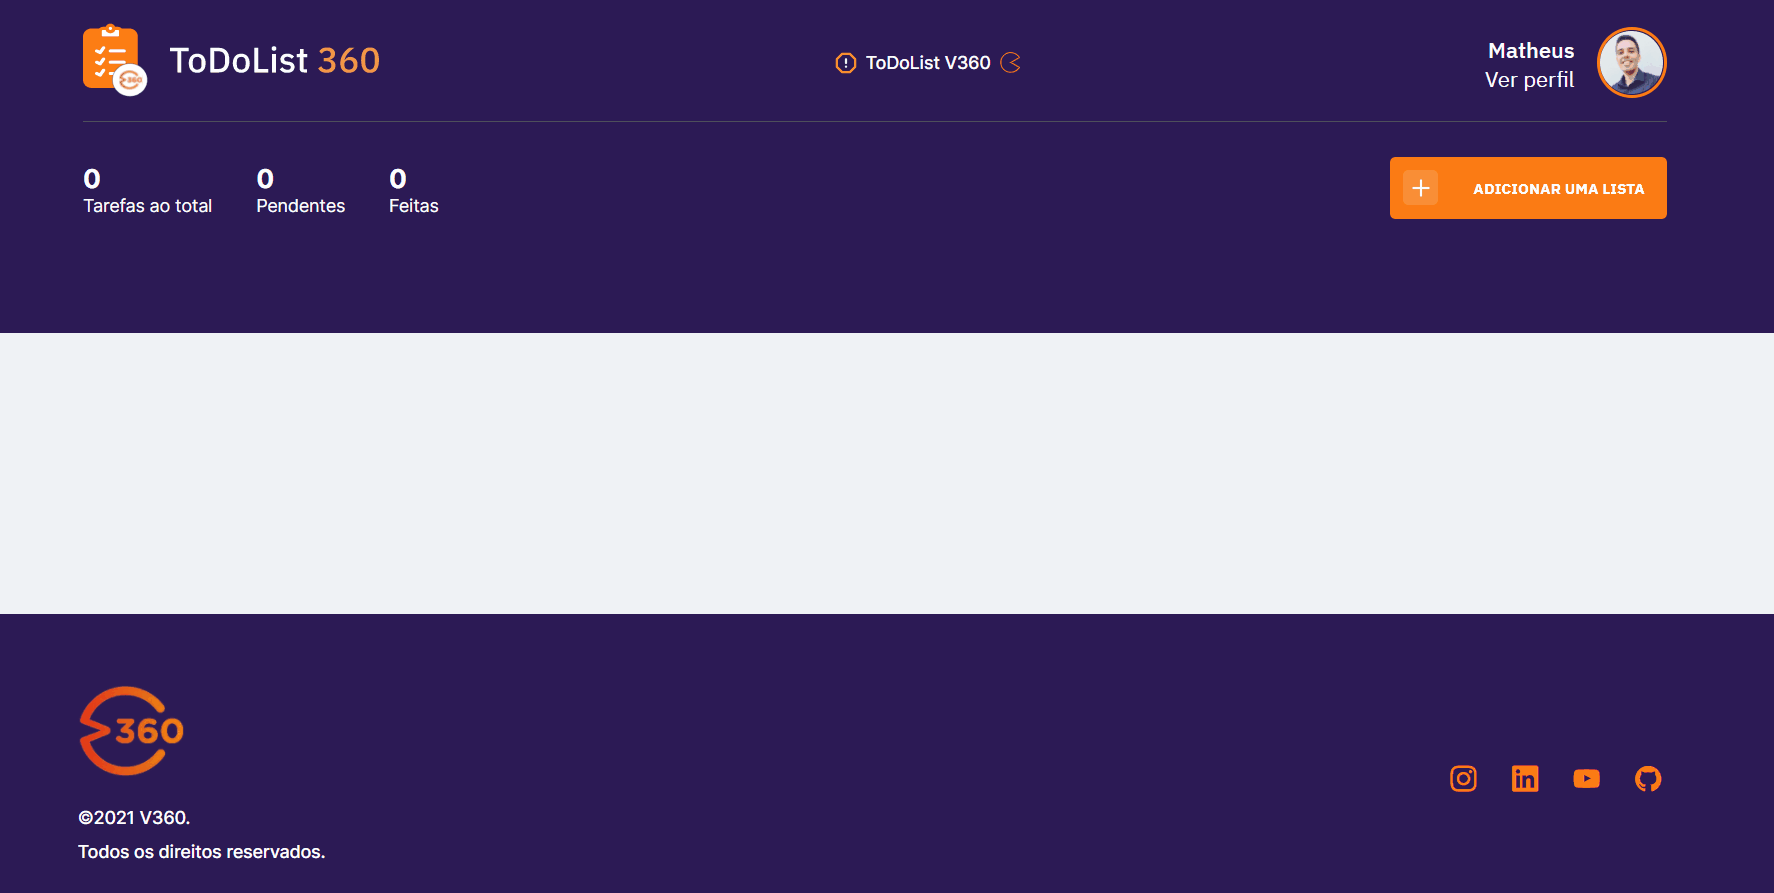 ToDoList 360
ToDoList V360
Matheus
Ver perfil
0
Tarefas ao total
0
Pendentes
0
Feitas
ADICIONAR UMA LISTA
360
©2021 V360.
Todos os direitos reservados.